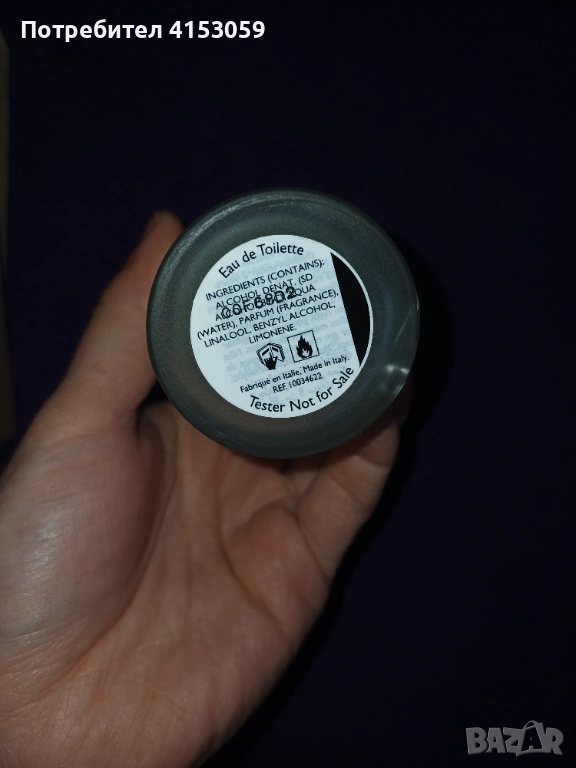 Потребител 4153059
Eau de Toilette
INGREDIENTS (CONTAINS):
ALCOHOL DENAT. (SD
AQUA
(WATER), PARFUM (FRAGRANCE),
LINALOOL, BENZYL ALCOHOL,
LIMONENE.
Fabriqué en Italie, Made in Italy.
REF. 10034622
Tester Not for Sale
BAZAR